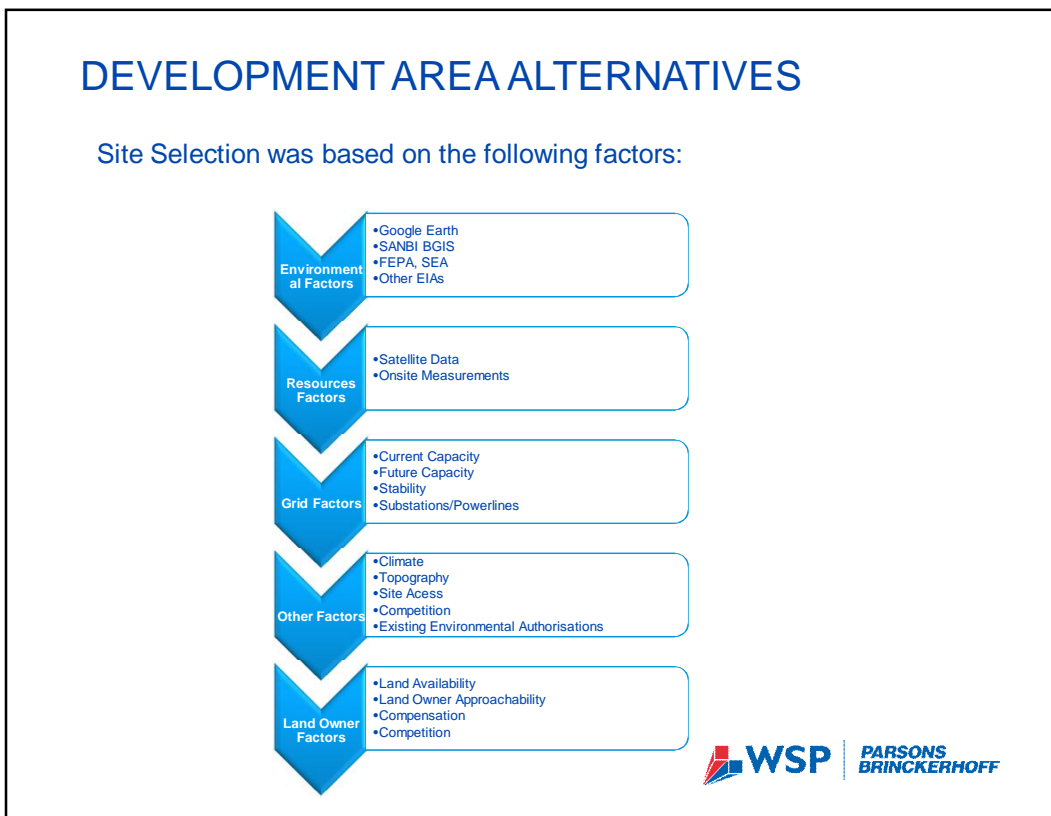 DEVELOPMENT AREA ALTERNATIVES
Site Selection was based on the following factors:
Environment
al Factors
•Google Earth
•SANBI BGIS
•FEPA, SEA
•Other EIAs
Resources
Factors
•Satellite Data
•Onsite Measurements
Grid Factors
•Current Capacity
•Future Capacity
•Stability
•Substations/Powerlines
Other Factors
•Climate
•Topography
•Site Acess
•Competition
•Existing Environmental Authorisations
Land Owner
Factors
•Land Availability
•Land Owner Approachability
•Compensation
•Competition
WSP
PARSONS
BRINCKERHOFF